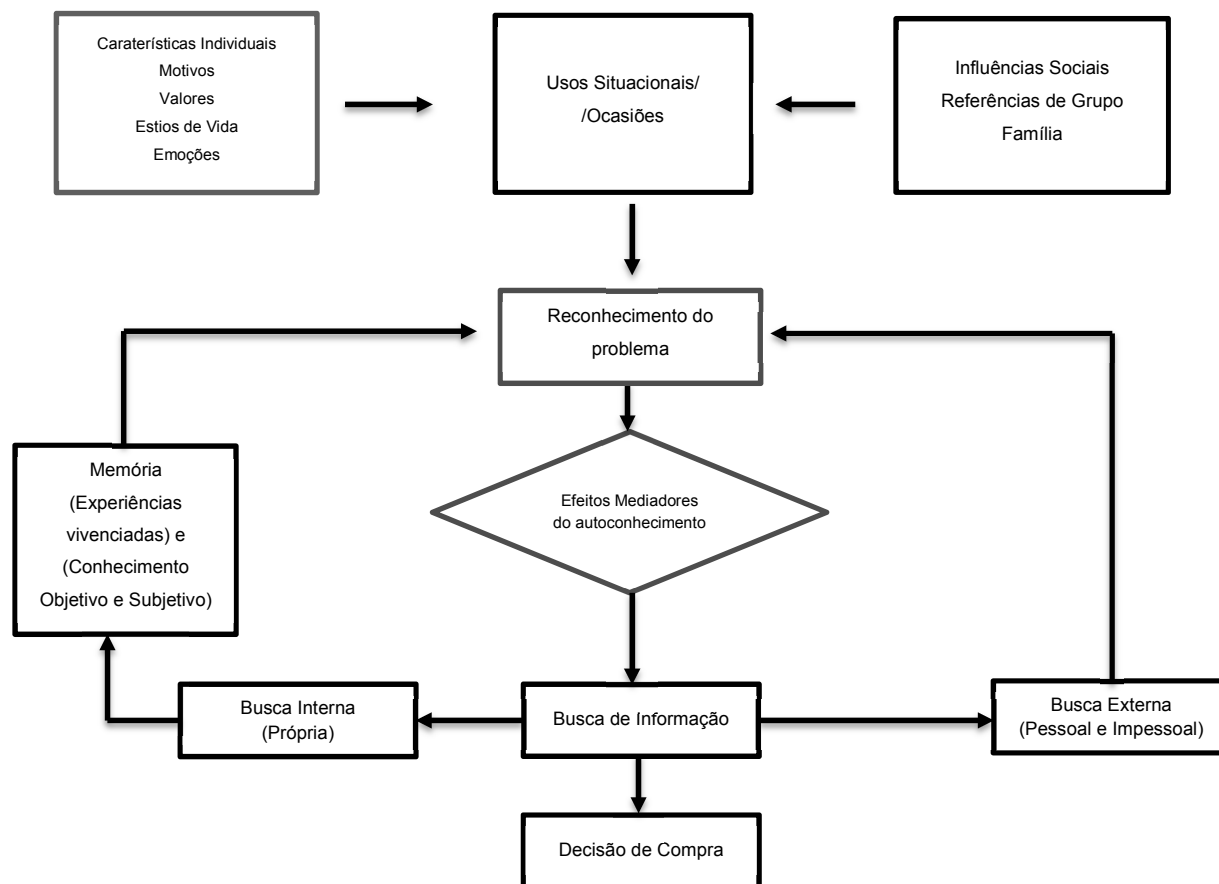 Caraterísticas Individuais
Motivos
Valores
Estios de Vida
Emoções
Usos Situacionais/
/Ocasiões
Influências Sociais
Referências de Grupo
Família
Reconhecimento do
problema
Efeitos Mediadores
do autoconhecimento
Memória
(Experiências
vivenciadas) e
(Conhecimento
Objetivo e Subjetivo)
Busca Interna
(Própria)
Busca de Informação
Busca Externa
(Pessoal e Impessoal)
Decisão de Compra